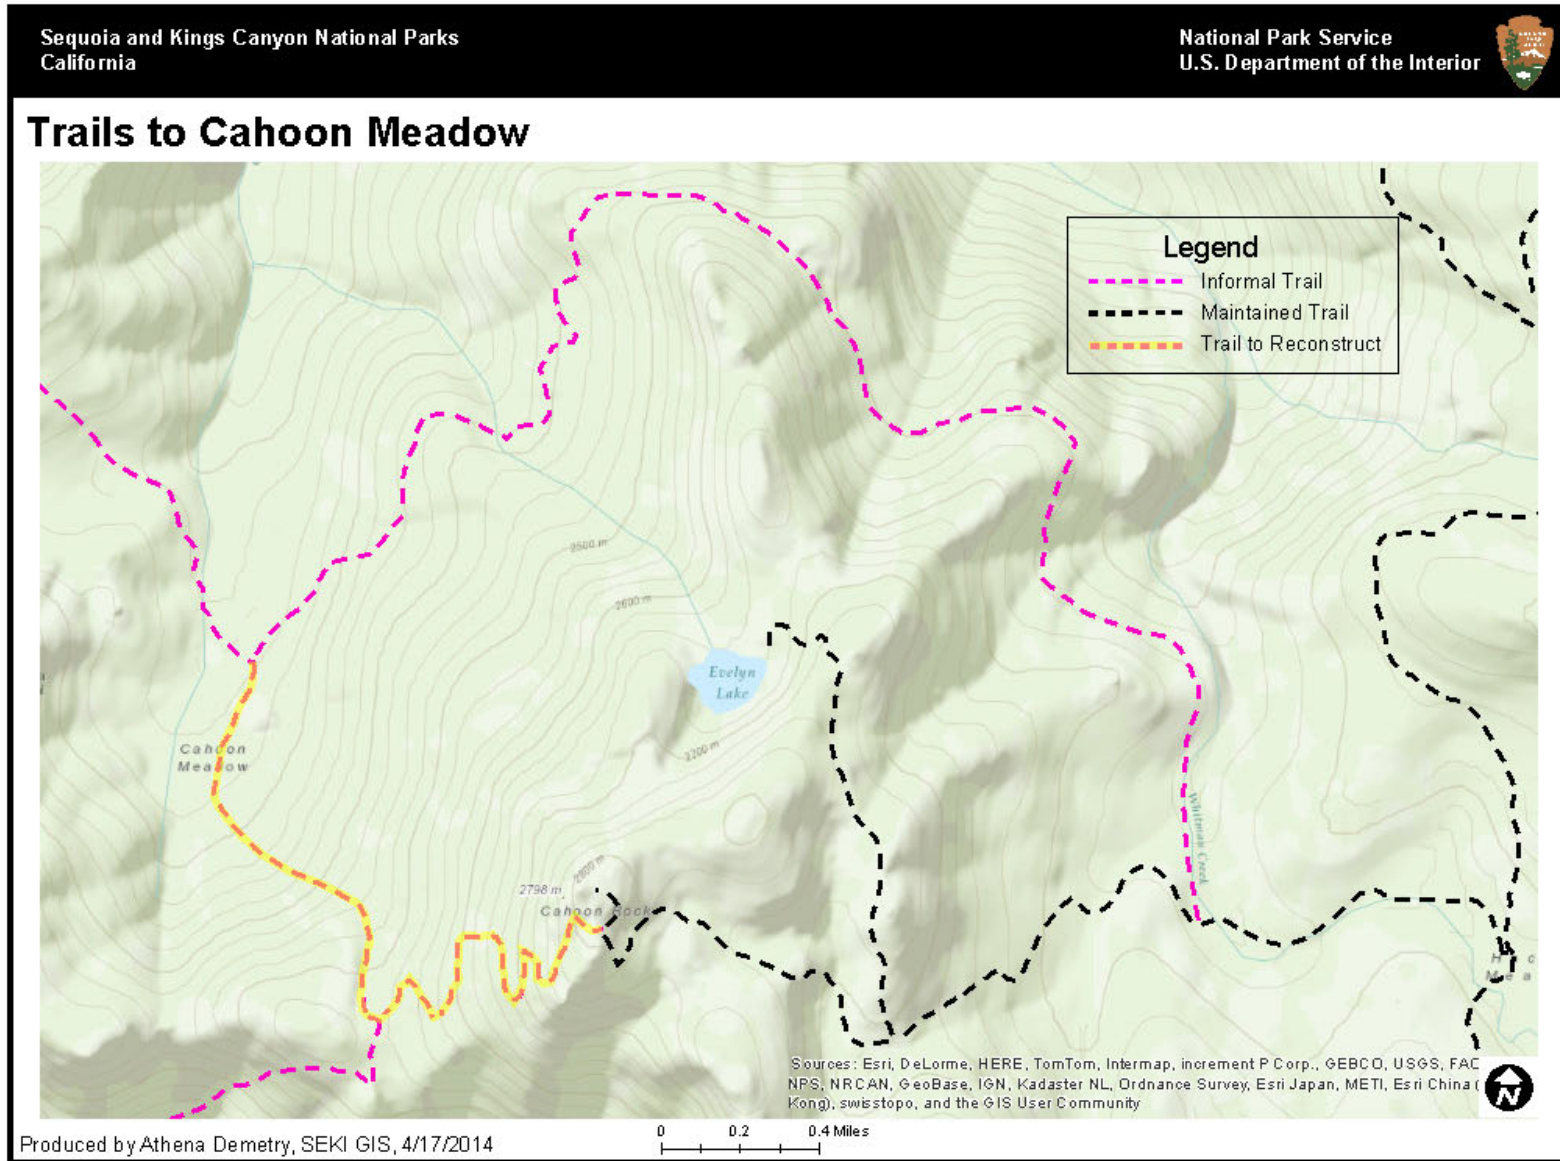 Sequoia and Kings Canyon National Parks
California
National Park Service
U.S. Department of the Interior
Trails to Cahoon Meadow
Legend
Informal Trail
Maintained Trail
Trail to Reconstruct
2500 m
2600 m
Evelyn
Lake
Cahoon
Meadow
2200 m
Whitman Creek
2800 m
2798 m
Cahoon Rock
Sources: Esri, DeLorme, HERE, TomTom, Intermap, increment P Corp., GEBCO, USGS, FAO
NPS, NRCAN, GeoBase, IGN, Kadaster NL, Ordnance Survey, Esri Japan, METI, Esri China (
Kong), swisstopo, and the GIS User Community
N
Produced by Athena Demetry, SEKI GIS, 4/17/2014
0 0.2 0.4 Miles